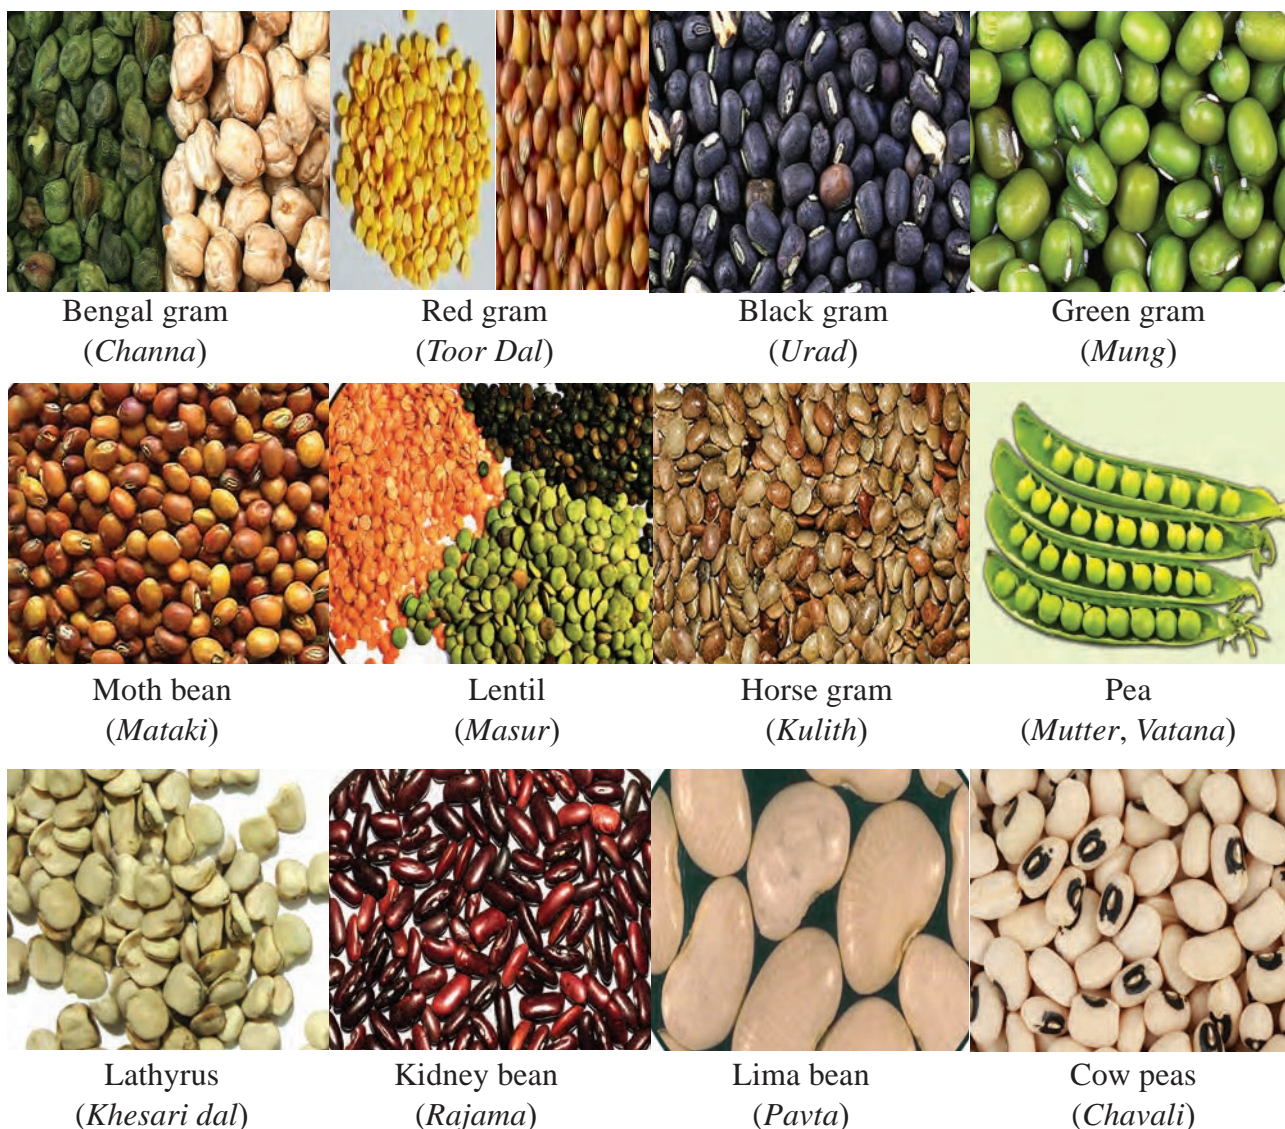 Bengal gram
(Channa)
Red gram
(Toor Dal)
Black gram
(Urad)
Green gram
(Mung)
Moth bean
(Mataki)
Lentil
(Masur)
Horse gram
(Kulith)
Pea
(Mutter, Vatana)
Lathyrus
(Khesari dal)
Kidney bean
(Rajama)
Lima bean
(Pavta)
Cow peas
(Chavali)